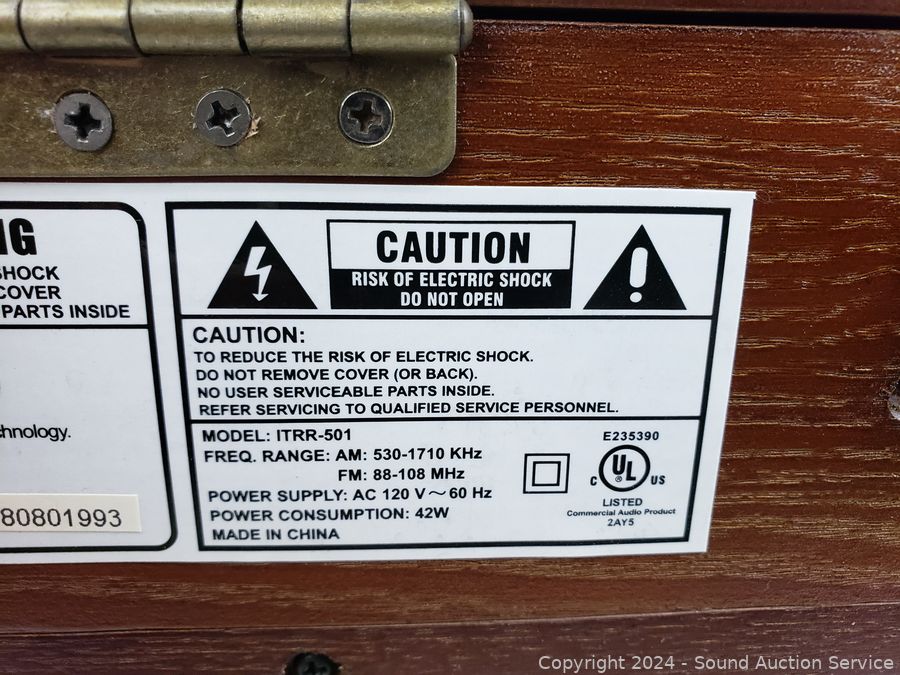 NG
SHOCK
COVER
PARTS INSIDE
chnology.
80801993
CAUTION
RISK OF ELECTRIC SHOCK
DO NOT OPEN
CAUTION:
TO REDUCE THE RISK OF ELECTRIC SHOCK.
DO NOT REMOVE COVER (OR BACK).
NO USER SERVICEABLE PARTS INSIDE.
REFER SERVICING TO QUALIFIED SERVICE PERSONNEL.
MODEL: ITRR-501
FREQ. RANGE: AM: 530-1710 KHz
FM: 88-108 MHz
POWER SUPPLY: AC 120 V～60 Hz
POWER CONSUMPTION: 42W
MADE IN CHINA
E235390
C UL ® US
LISTED
Commercial Audio Product
2AY5
Copyright 2024 - Sound Auction Service